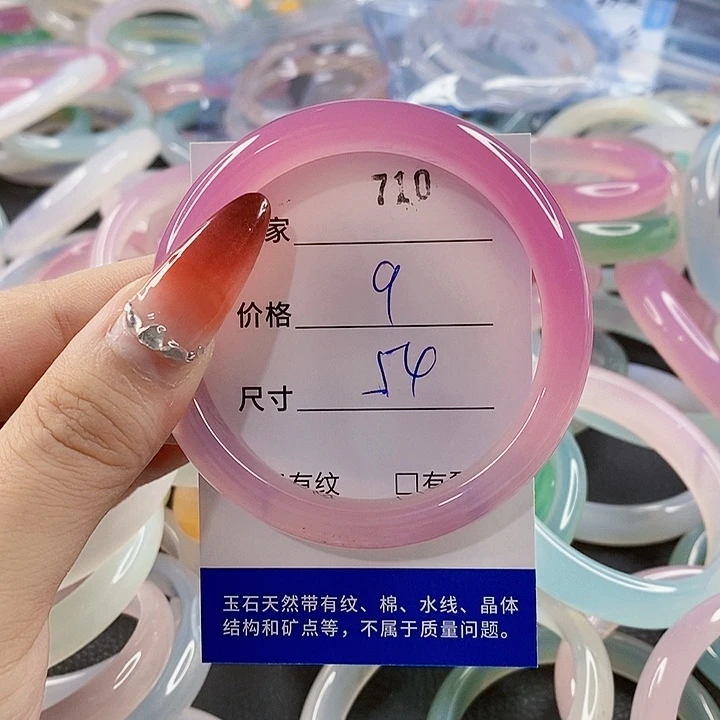 710
家
价格 9
尺寸 54
有纹 □有
玉石天然带有纹、棉、水线、晶体
结构和矿点等，不属于质量问题。